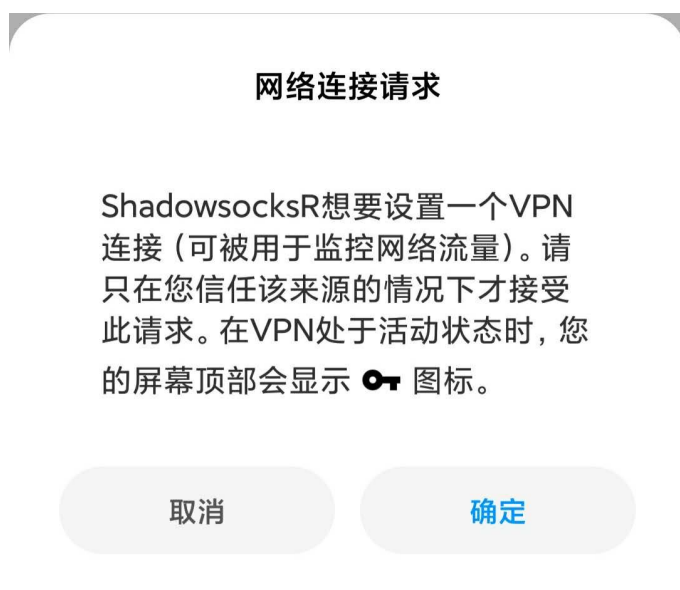 网络连接请求
ShadowsocksR想要设置一个VPN
连接（可被用于监控网络流量）。请
只在您信任该来源的情况下才接受
此请求。在VPN处于活动状态时，您
的屏幕顶部会显示 图标。
取消
确定